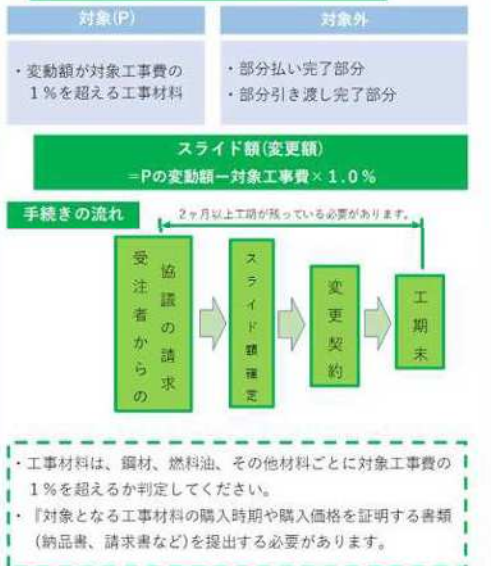 対象(P)
対象外
・変動額が対象工事費の
１％を超える工事材料
・部分払い完了部分
・部分引き渡し完了部分
スライド額(変更額)
=Pの変動額ー対象工事費×１.０％
手続きの流れ
2ヶ月以上工期が残っている必要があります。
受注者からの
協議の請求
スライド額確定
変更契約
工期末
・工事材料は、鋼材、燃料油、その他材料ごとに対象工事費の
１％を超えるか判定してください。
・『対象となる工事材料の購入時期や購入価格を証明する書類
(納品書、請求書など)を提出する必要があります。